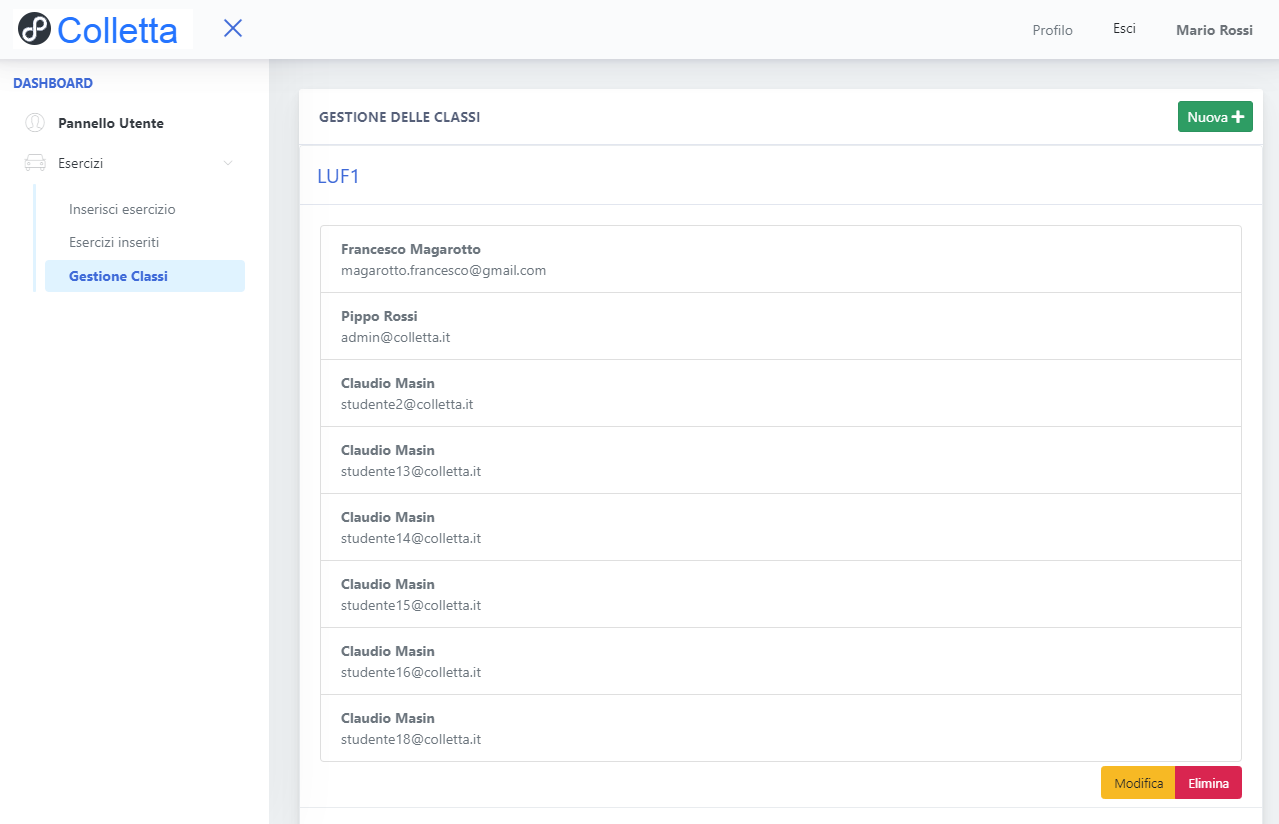 Colletta
Profilo
Esci
Mario Rossi
DASHBOARD
Pannello Utente
Esercizi
Inserisci esercizio
Esercizi inseriti
Gestione Classi
GESTIONE DELLE CLASSI
Nuova
LUF1
Francesco Magarotto
magarotto.francesco@gmail.com
Pippo Rossi
admin@colletta.it
Claudio Masin
studente2@colletta.it
Claudio Masin
studente13@colletta.it
Claudio Masin
studente14@colletta.it
Claudio Masin
studente15@colletta.it
Claudio Masin
studente16@colletta.it
Claudio Masin
studente18@colletta.it
Modifica
Elimina